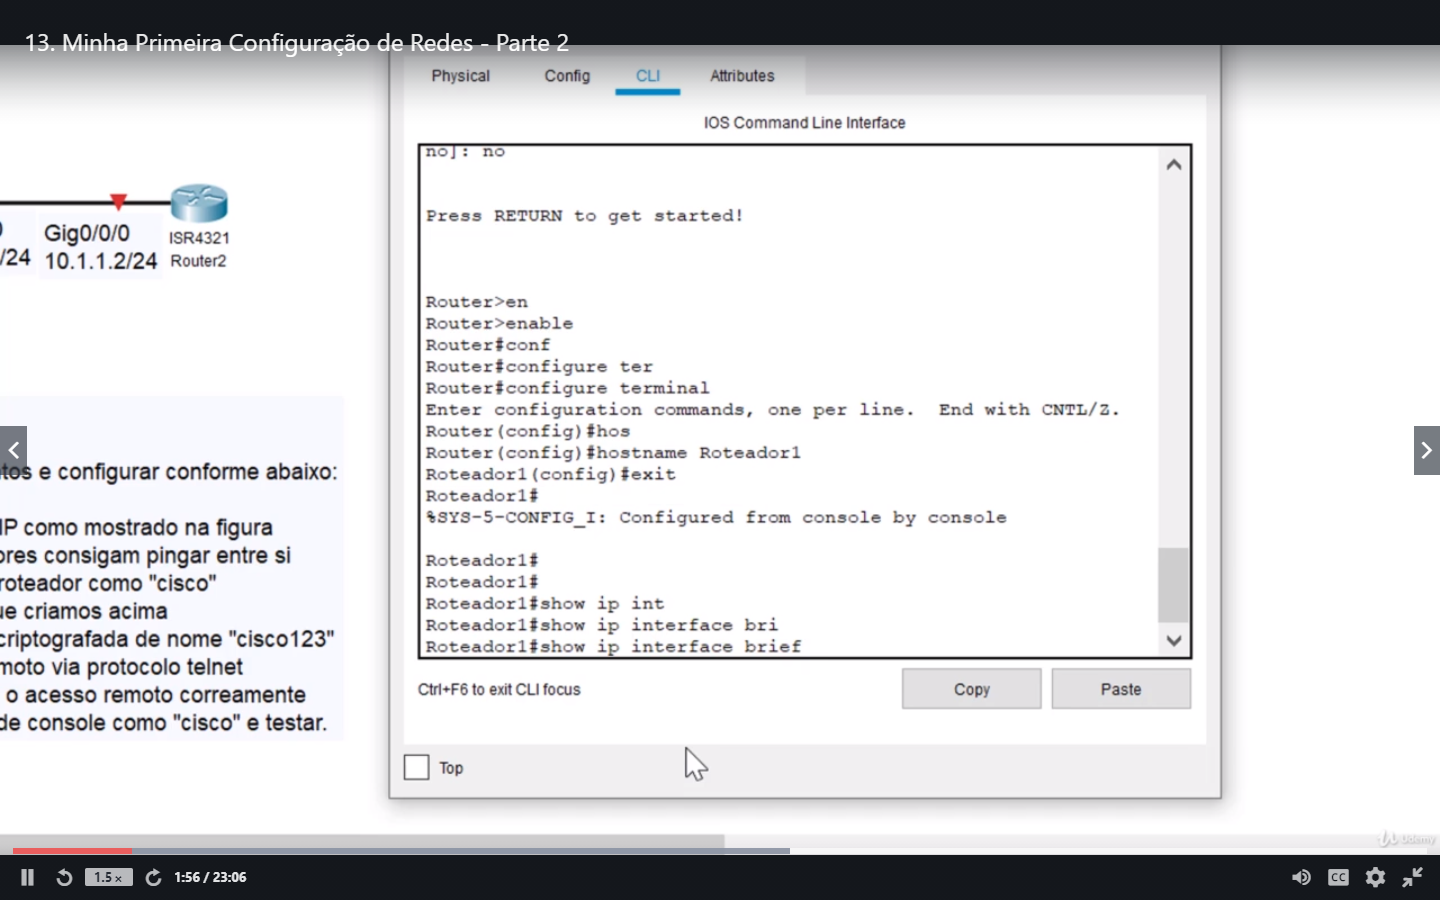 13. Minha Primeira Configuração de Redes - Parte 2
Physical Config CLI Attributes
IOS Command Line Interface
no]: no
Press RETURN to get started!
Router>en
Router>enable
Router#conf
Router#configure ter
Router#configure terminal
Enter configuration commands, one per line. End with CNTL/Z.
Router(config)#hos
Router(config)#hostname Roteador1
Roteador1(config)#exit
Roteador1#
%SYS-5-CONFIG_I: Configured from console by console
Roteador1#
Roteador1#
Roteador1#show ip int
Roteador1#show ip interface bri
Roteador1#show ip interface brief
Ctrl+F6 to exit CLI focus
Copy
Paste
Top
/24
Gig0/0/0
10.1.1.2/24
ISR4321
Router2
tos e configurar conforme abaixo:
IP como mostrado na figura
ores consigam pingar entre si
roteador como "cisco"
ue criamos acima
criptografada de nome "cisco123"
moto via protocolo telnet
o acesso remoto correamente
de console como "cisco" e testar.
Udemy
1.5 x
1:56 / 23:06
CC